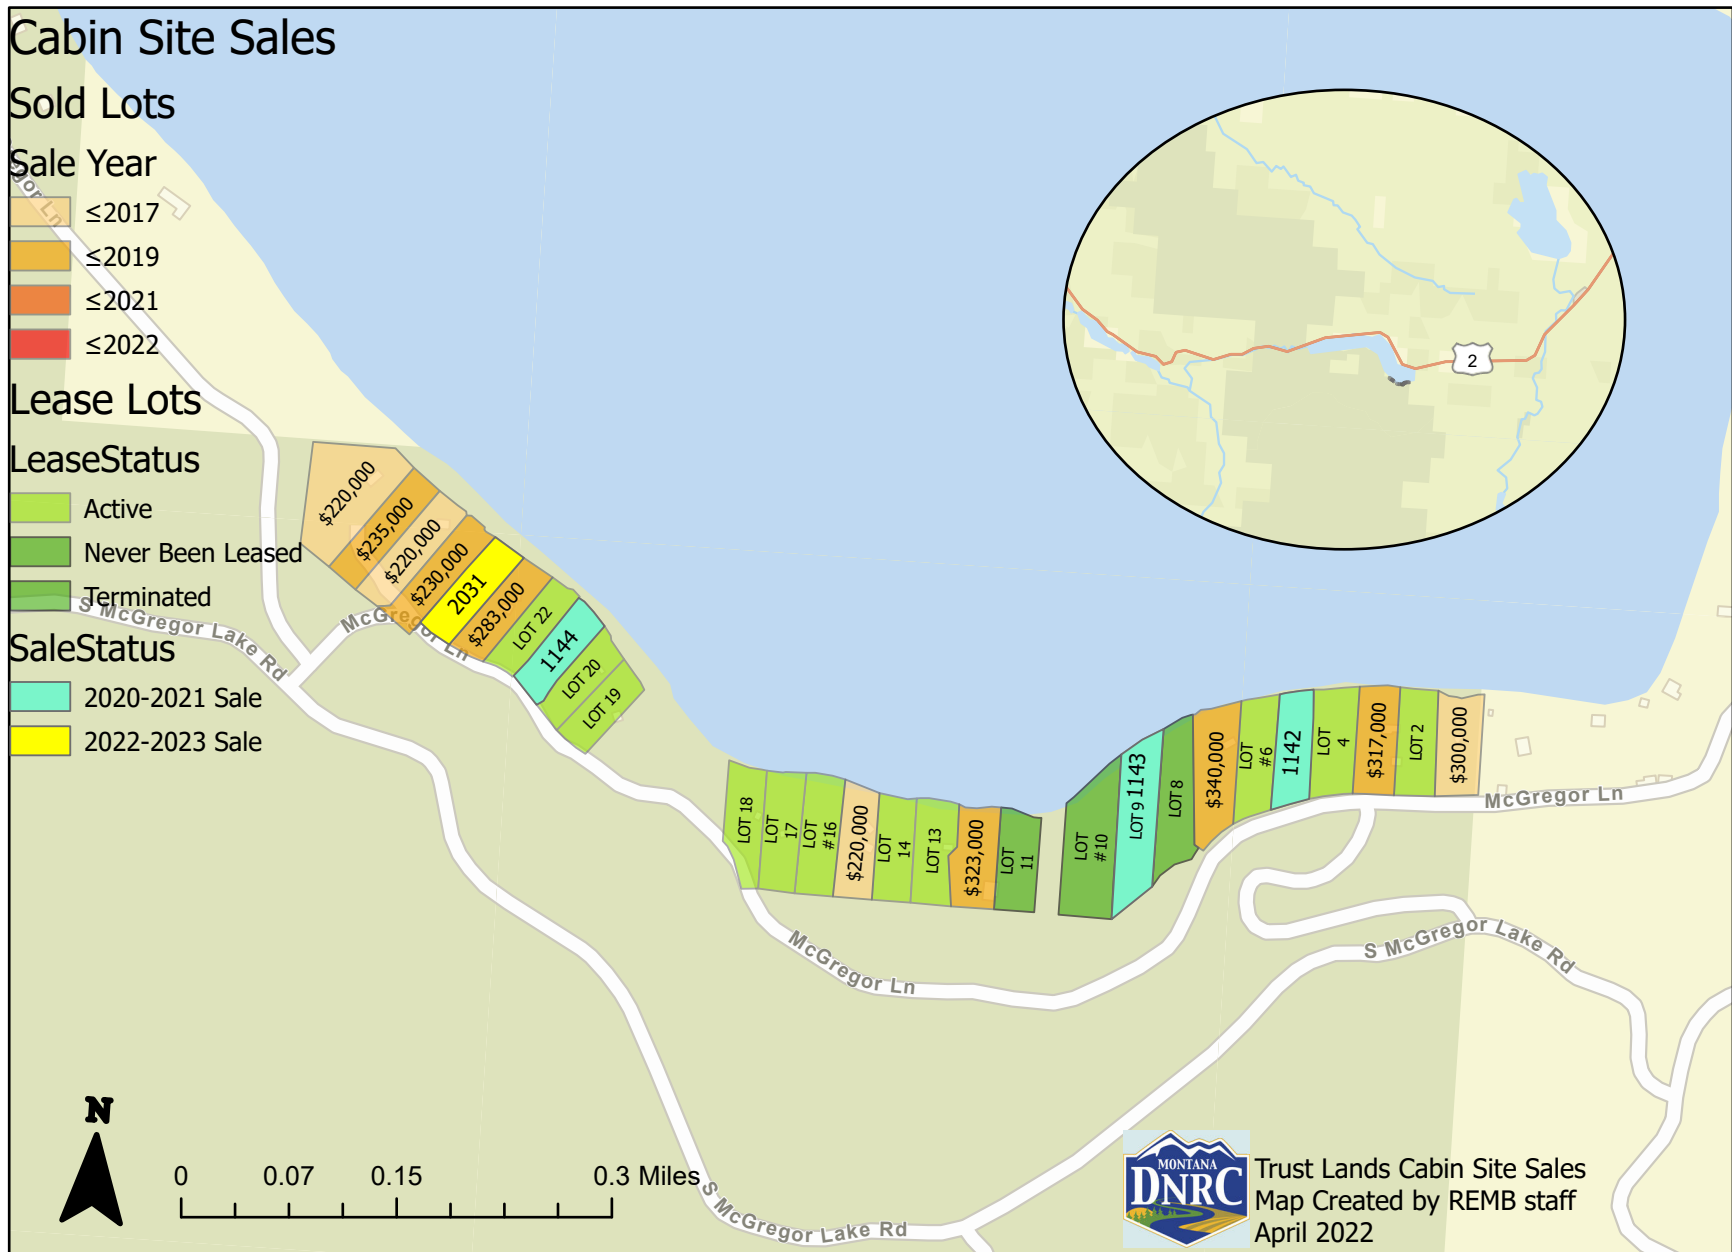 Cabin Site Sales
Sold Lots
Sale Year
≤2017
≤2019
≤2021
≤2022
Lease Lots
LeaseStatus
Active
Never Been Leased
Terminated
SaleStatus
2020-2021 Sale
2022-2023 Sale
gor Ln
S McGregor Lake Rd
McGregor Ln
$220,000
$235,000
$220,000
$230,000
2031
$283,000
LOT 22
1144
LOT 20
LOT 19
LOT 18
LOT
17
LOT
#16
$220,000
LOT
14
LOT 13
$323,000
LOT
11
LOT
#10
LOT 9 1143
LOT 8
$340,000
LOT
#6
1142
LOT
4
$317,000
LOT 2
$300,000
2
McGregor Ln
McGregor Ln
S McGregor Lake Rd
S McGregor Lake Rd
N
0
0.07
0.15
0.3 Miles
MONTANA
DNRC
Trust Lands Cabin Site Sales
Map Created by REMB staff
April 2022